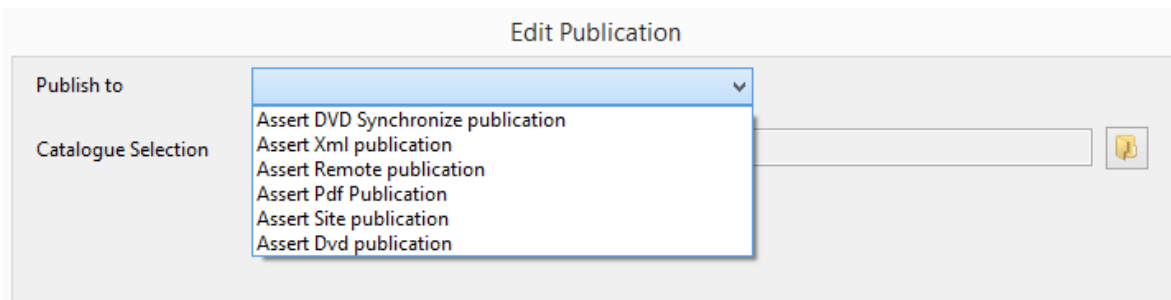 Edit Publication
Publish to
Assert DVD Synchronize publication
Assert Xml publication
Catalogue Selection
Assert Remote publication
Assert Pdf Publication
Assert Site publication
Assert Dvd publication